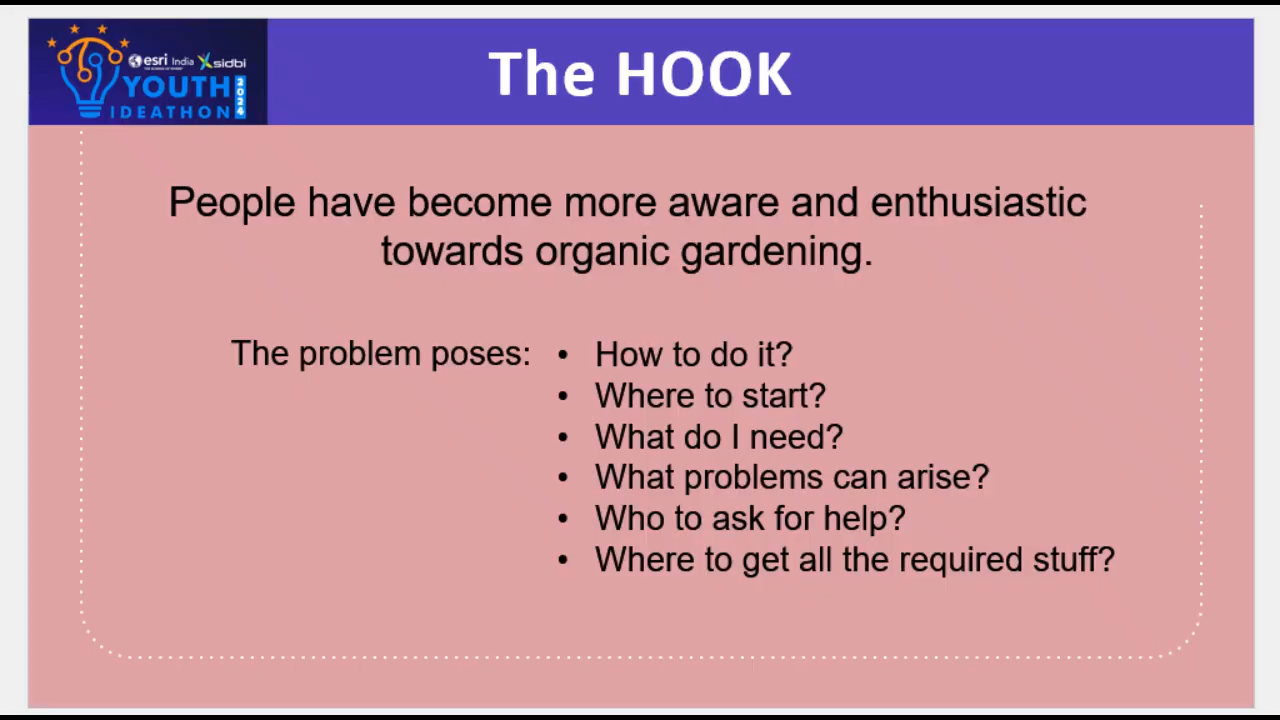 The HOOK
esri India sidbi
YOUTH 2024
IDEATHON
People have become more aware and enthusiastic
towards organic gardening.
The problem poses:
• How to do it?
• Where to start?
• What do I need?
• What problems can arise?
• Who to ask for help?
• Where to get all the required stuff?